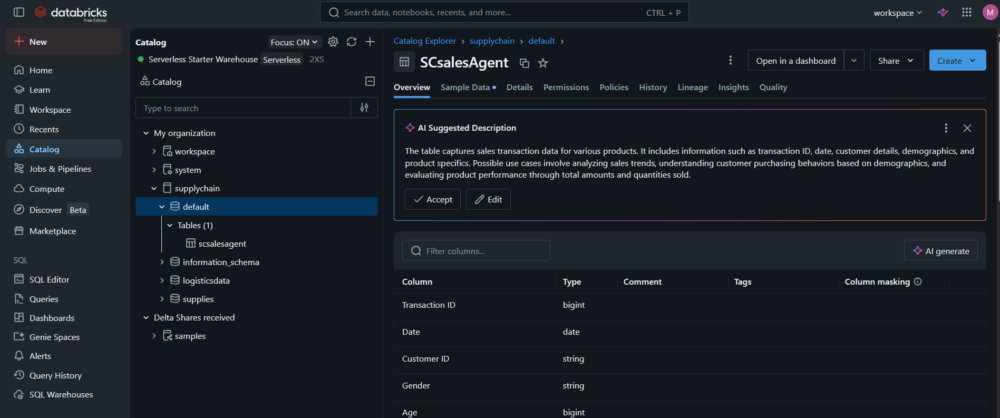 databricks
Free Edition
Search data, notebooks, recents, and more...
CTRL + P
workspace
M
New
Home
Learn
Workspace
Recents
Catalog
Jobs & Pipelines
Compute
Discover Beta
Marketplace
SQL
SQL Editor
Queries
Dashboards
Genie Spaces
Alerts
Query History
SQL Warehouses
Catalog
Focus: ON
Serverless Starter Warehouse Serverless 2XS
Catalog
Type to search
My organization
workspace
system
supplychain
default
Tables (1)
scsalesagent
information_schema
logisticsdata
supplies
Delta Shares received
samples
Catalog Explorer > supplychain > default >
SCsalesAgent
Open in a dashboard
Share
Create
Overview Sample Data Details Permissions Policies History Lineage Insights Quality
AI Suggested Description
The table captures sales transaction data for various products. It includes information such as transaction ID, date, customer details, demographics, and
product specifics. Possible use cases involve analyzing sales trends, understanding customer purchasing behaviors based on demographics, and
evaluating product performance through total amounts and quantities sold.
Accept
Edit
Filter columns...
AI generate
Column Type Comment Tags Column masking
Transaction ID bigint
Date date
Customer ID string
Gender string
Age bigint